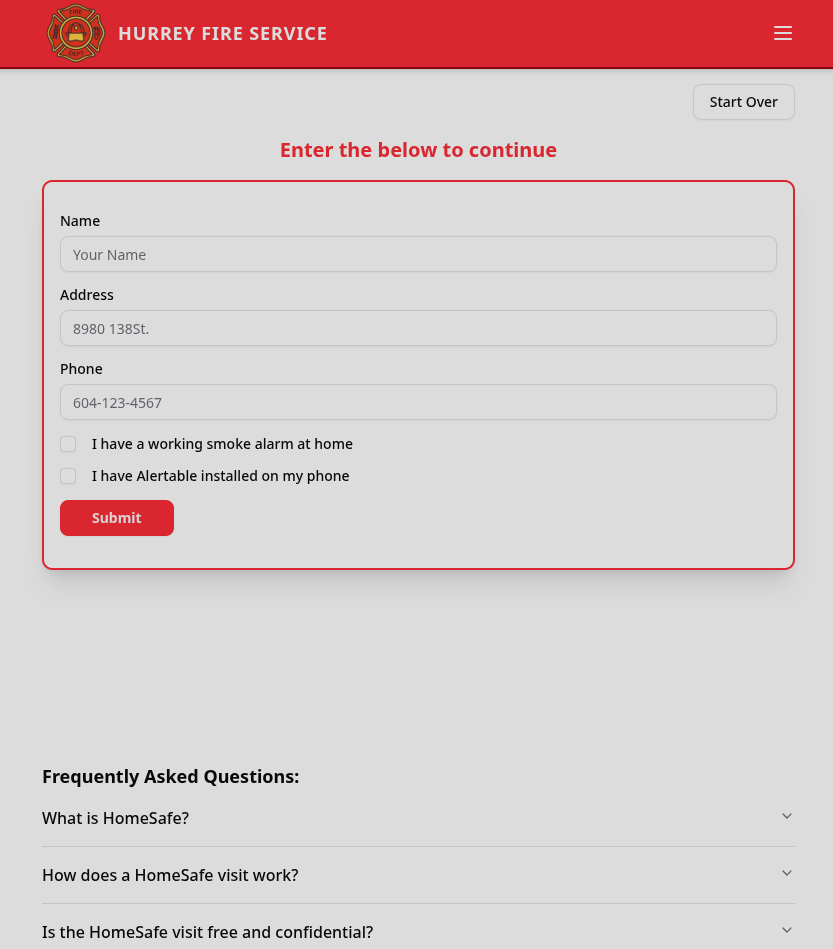 FIRE
DEPT
HURREY FIRE SERVICE
Start Over
Enter the below to continue
Name
Your Name
Address
8980 138St.
Phone
604-123-4567
I have a working smoke alarm at home
I have Alertable installed on my phone
Submit
Frequently Asked Questions:
What is HomeSafe?
How does a HomeSafe visit work?
Is the HomeSafe visit free and confidential?